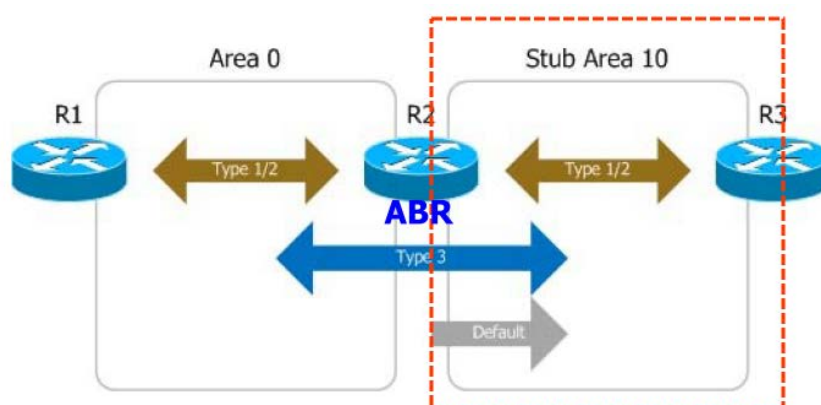 Area 0
Stub Area 10
R1
R2
R3
Type 1/2
Type 1/2
ABR
Type 3
Default